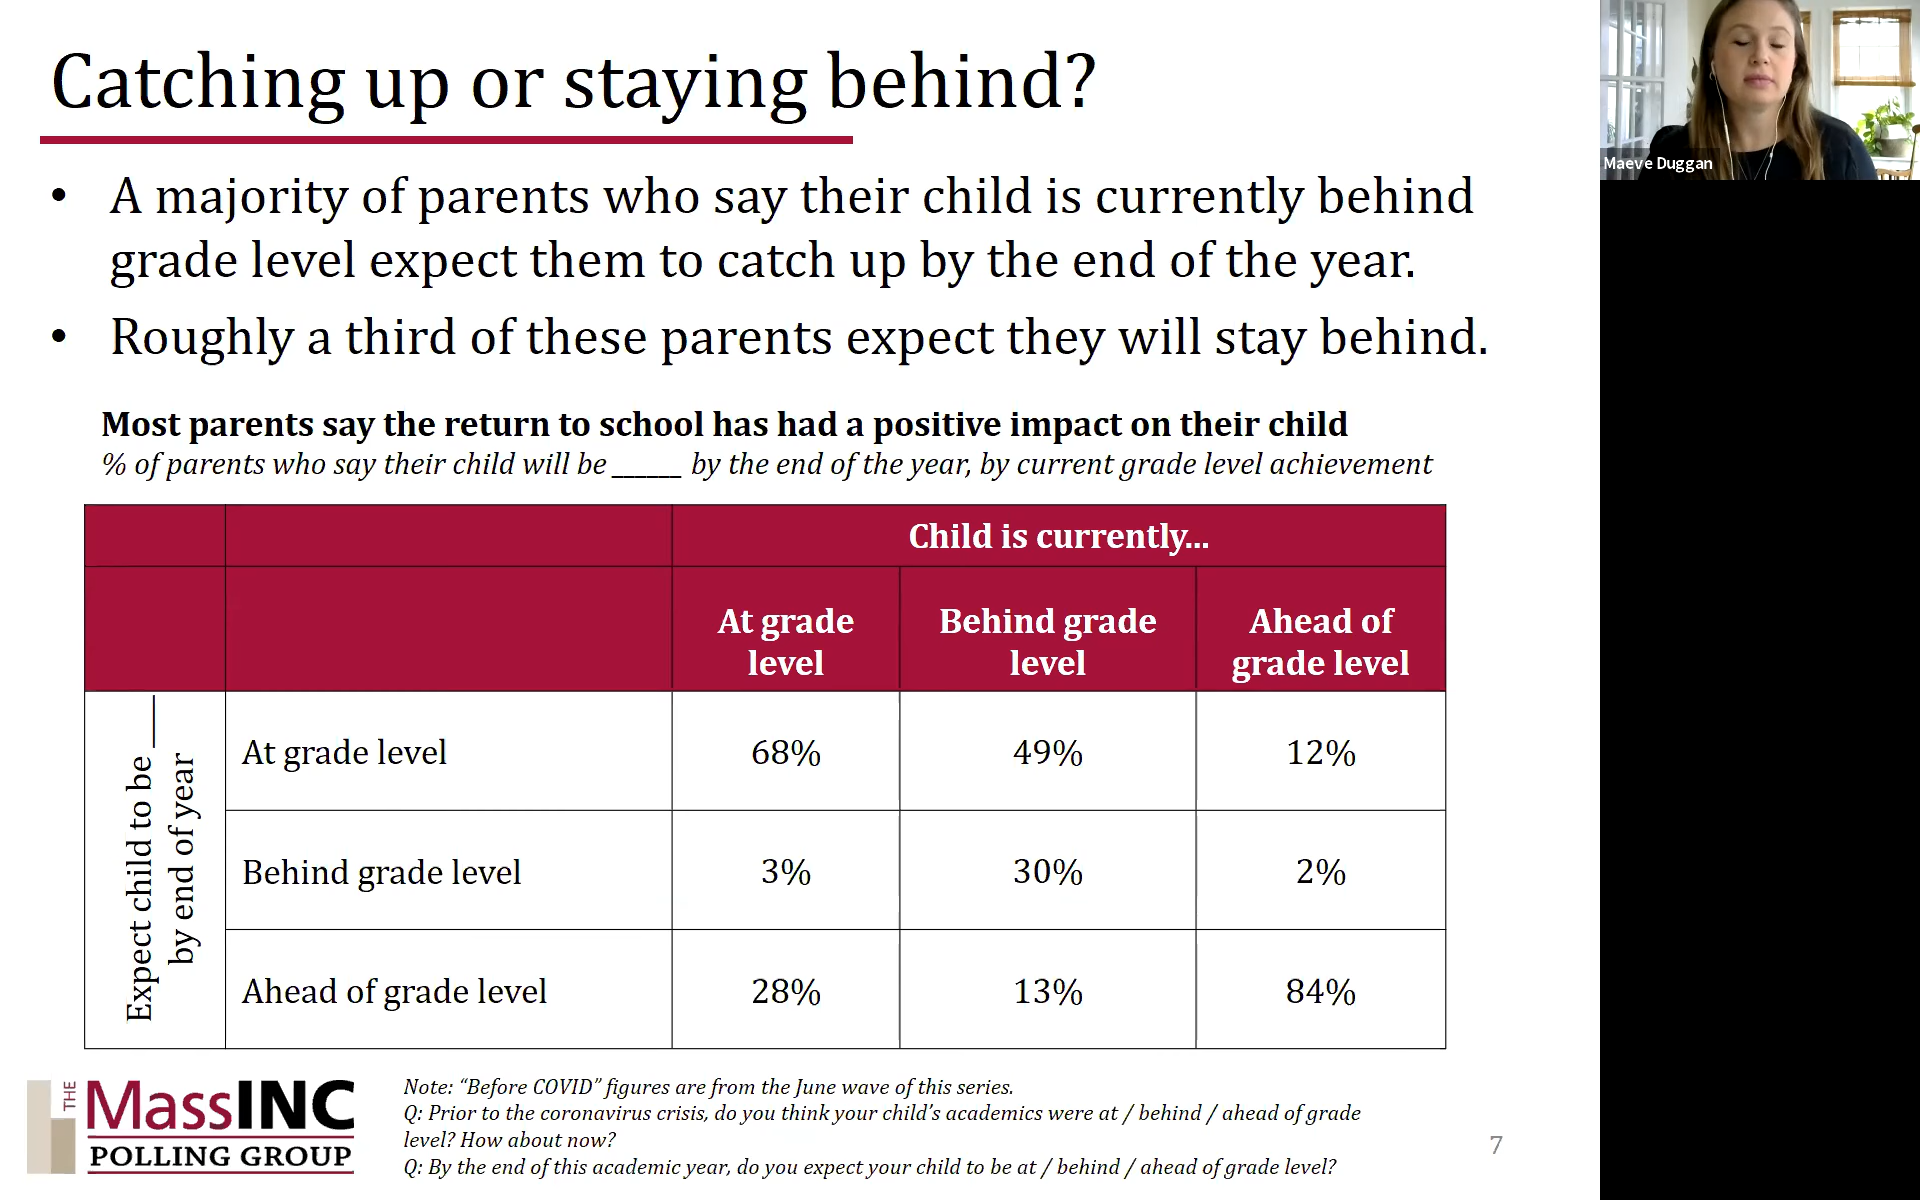 Catching up or staying behind?
• A majority of parents who say their child is currently behind
grade level expect them to catch up by the end of the year.
• Roughly a third of these parents expect they will stay behind.
Most parents say the return to school has had a positive impact on their child
% of parents who say their child will be ______ by the end of the year, by current grade level achievement
Child is currently...
At grade level
Behind grade level
Ahead of grade level
Expect child to be ____
by end of year
At grade level 68% 49% 12%
Behind grade level 3% 30% 2%
Ahead of grade level 28% 13% 84%
THE MassINC
POLLING GROUP
Note: “Before COVID” figures are from the June wave of this series.
Q: Prior to the coronavirus crisis, do you think your child’s academics were at / behind / ahead of grade
level? How about now?
Q: By the end of this academic year, do you expect your child to be at / behind / ahead of grade level?
7
Maeve Duggan